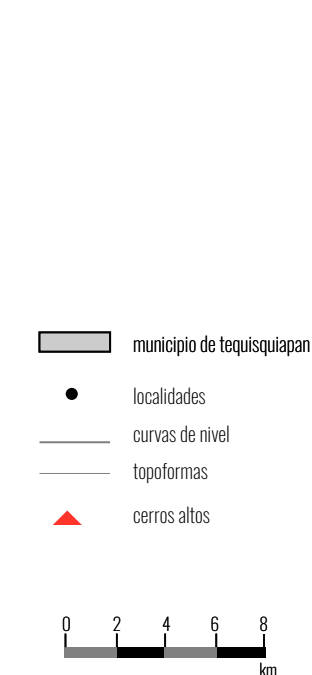 municipio de tequisquiapan
localidades
curvas de nivel
topoformas
cerros altos
0 2 4 6 8
km